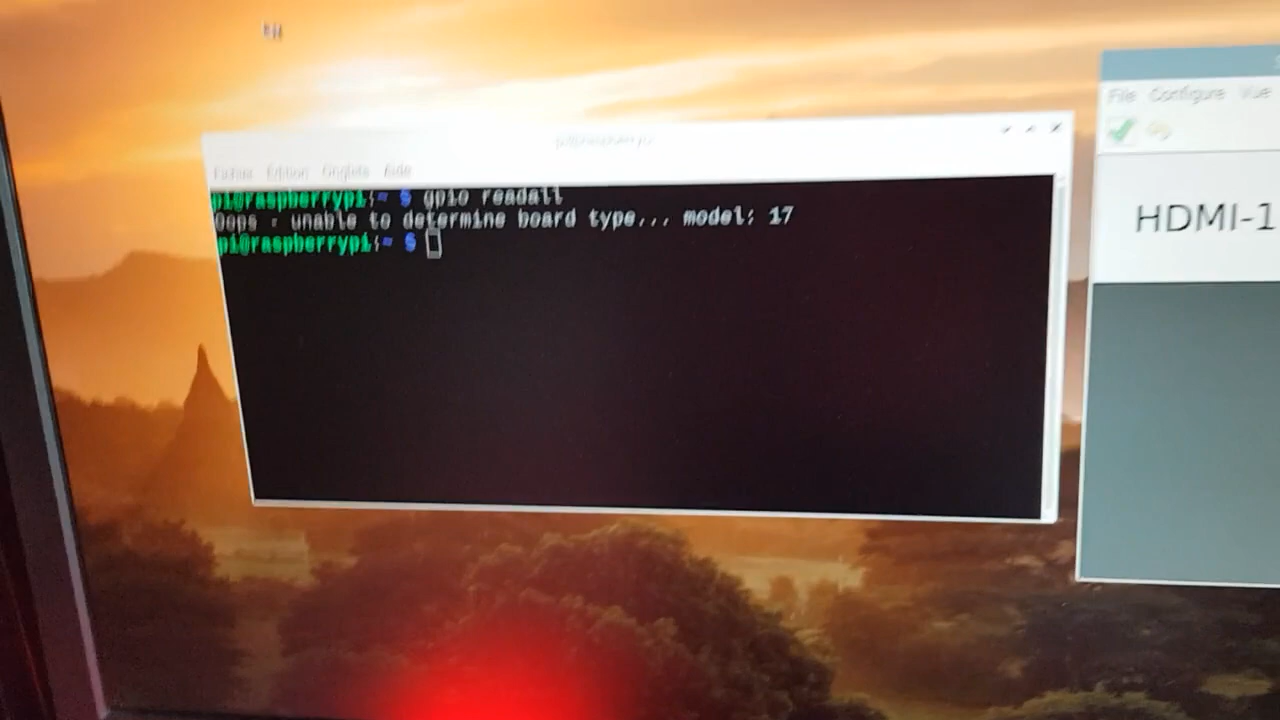 Fichier Édition Onglets Aide
pi@raspberrypi:~ $ gpio readall
Oops - unable to determine board type... model: 17
pi@raspberrypi:~ $
File Configure Vue
HDMI-1